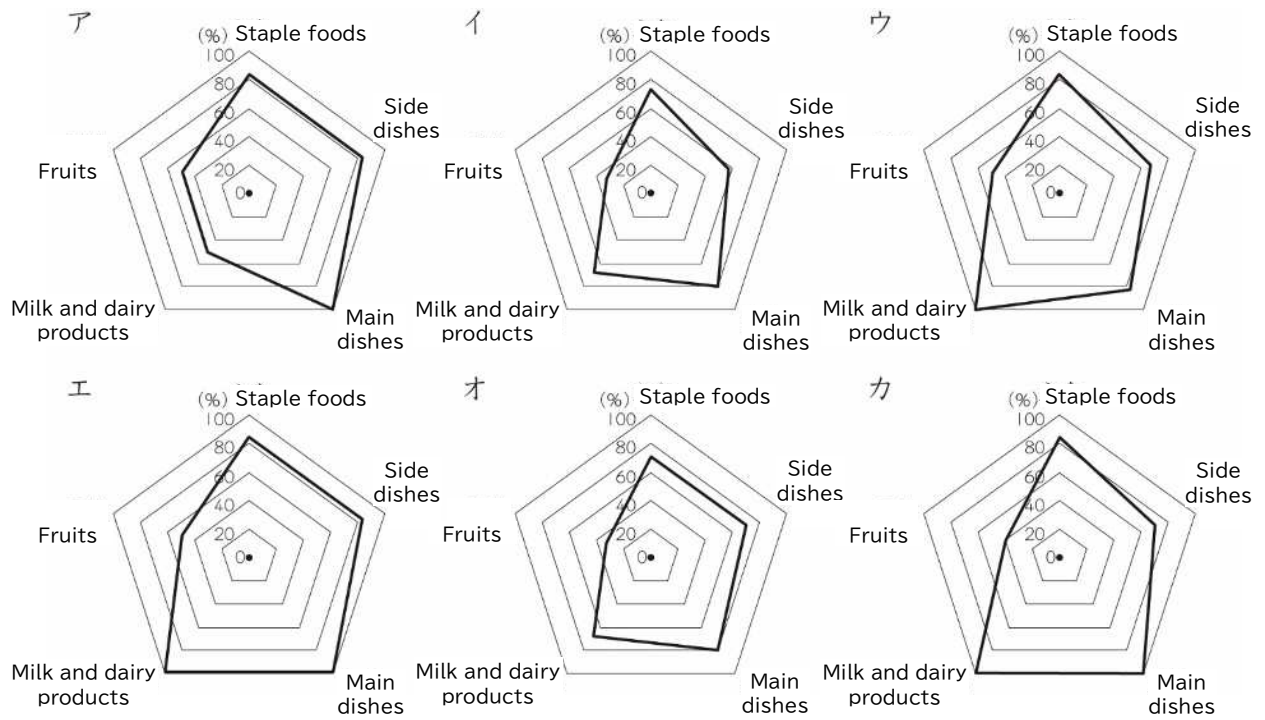 ア
(%) Staple foods
100
80
60
40
20
0
Side
dishes
Fruits
Milk and dairy
products
Main
dishes
イ
(%) Staple foods
100
80
60
40
20
0
Side
dishes
Fruits
Milk and dairy
products
Main
dishes
ウ
(%) Staple foods
100
80
60
40
20
0
Side
dishes
Fruits
Milk and dairy
products
Main
dishes
エ
(%) Staple foods
100
80
60
40
20
0
Side
dishes
Fruits
Milk and dairy
products
Main
dishes
オ
(%) Staple foods
100
80
60
40
20
0
Side
dishes
Fruits
Milk and dairy
products
Main
dishes
カ
(%) Staple foods
100
80
60
40
20
0
Side
dishes
Fruits
Milk and dairy
products
Main
dishes